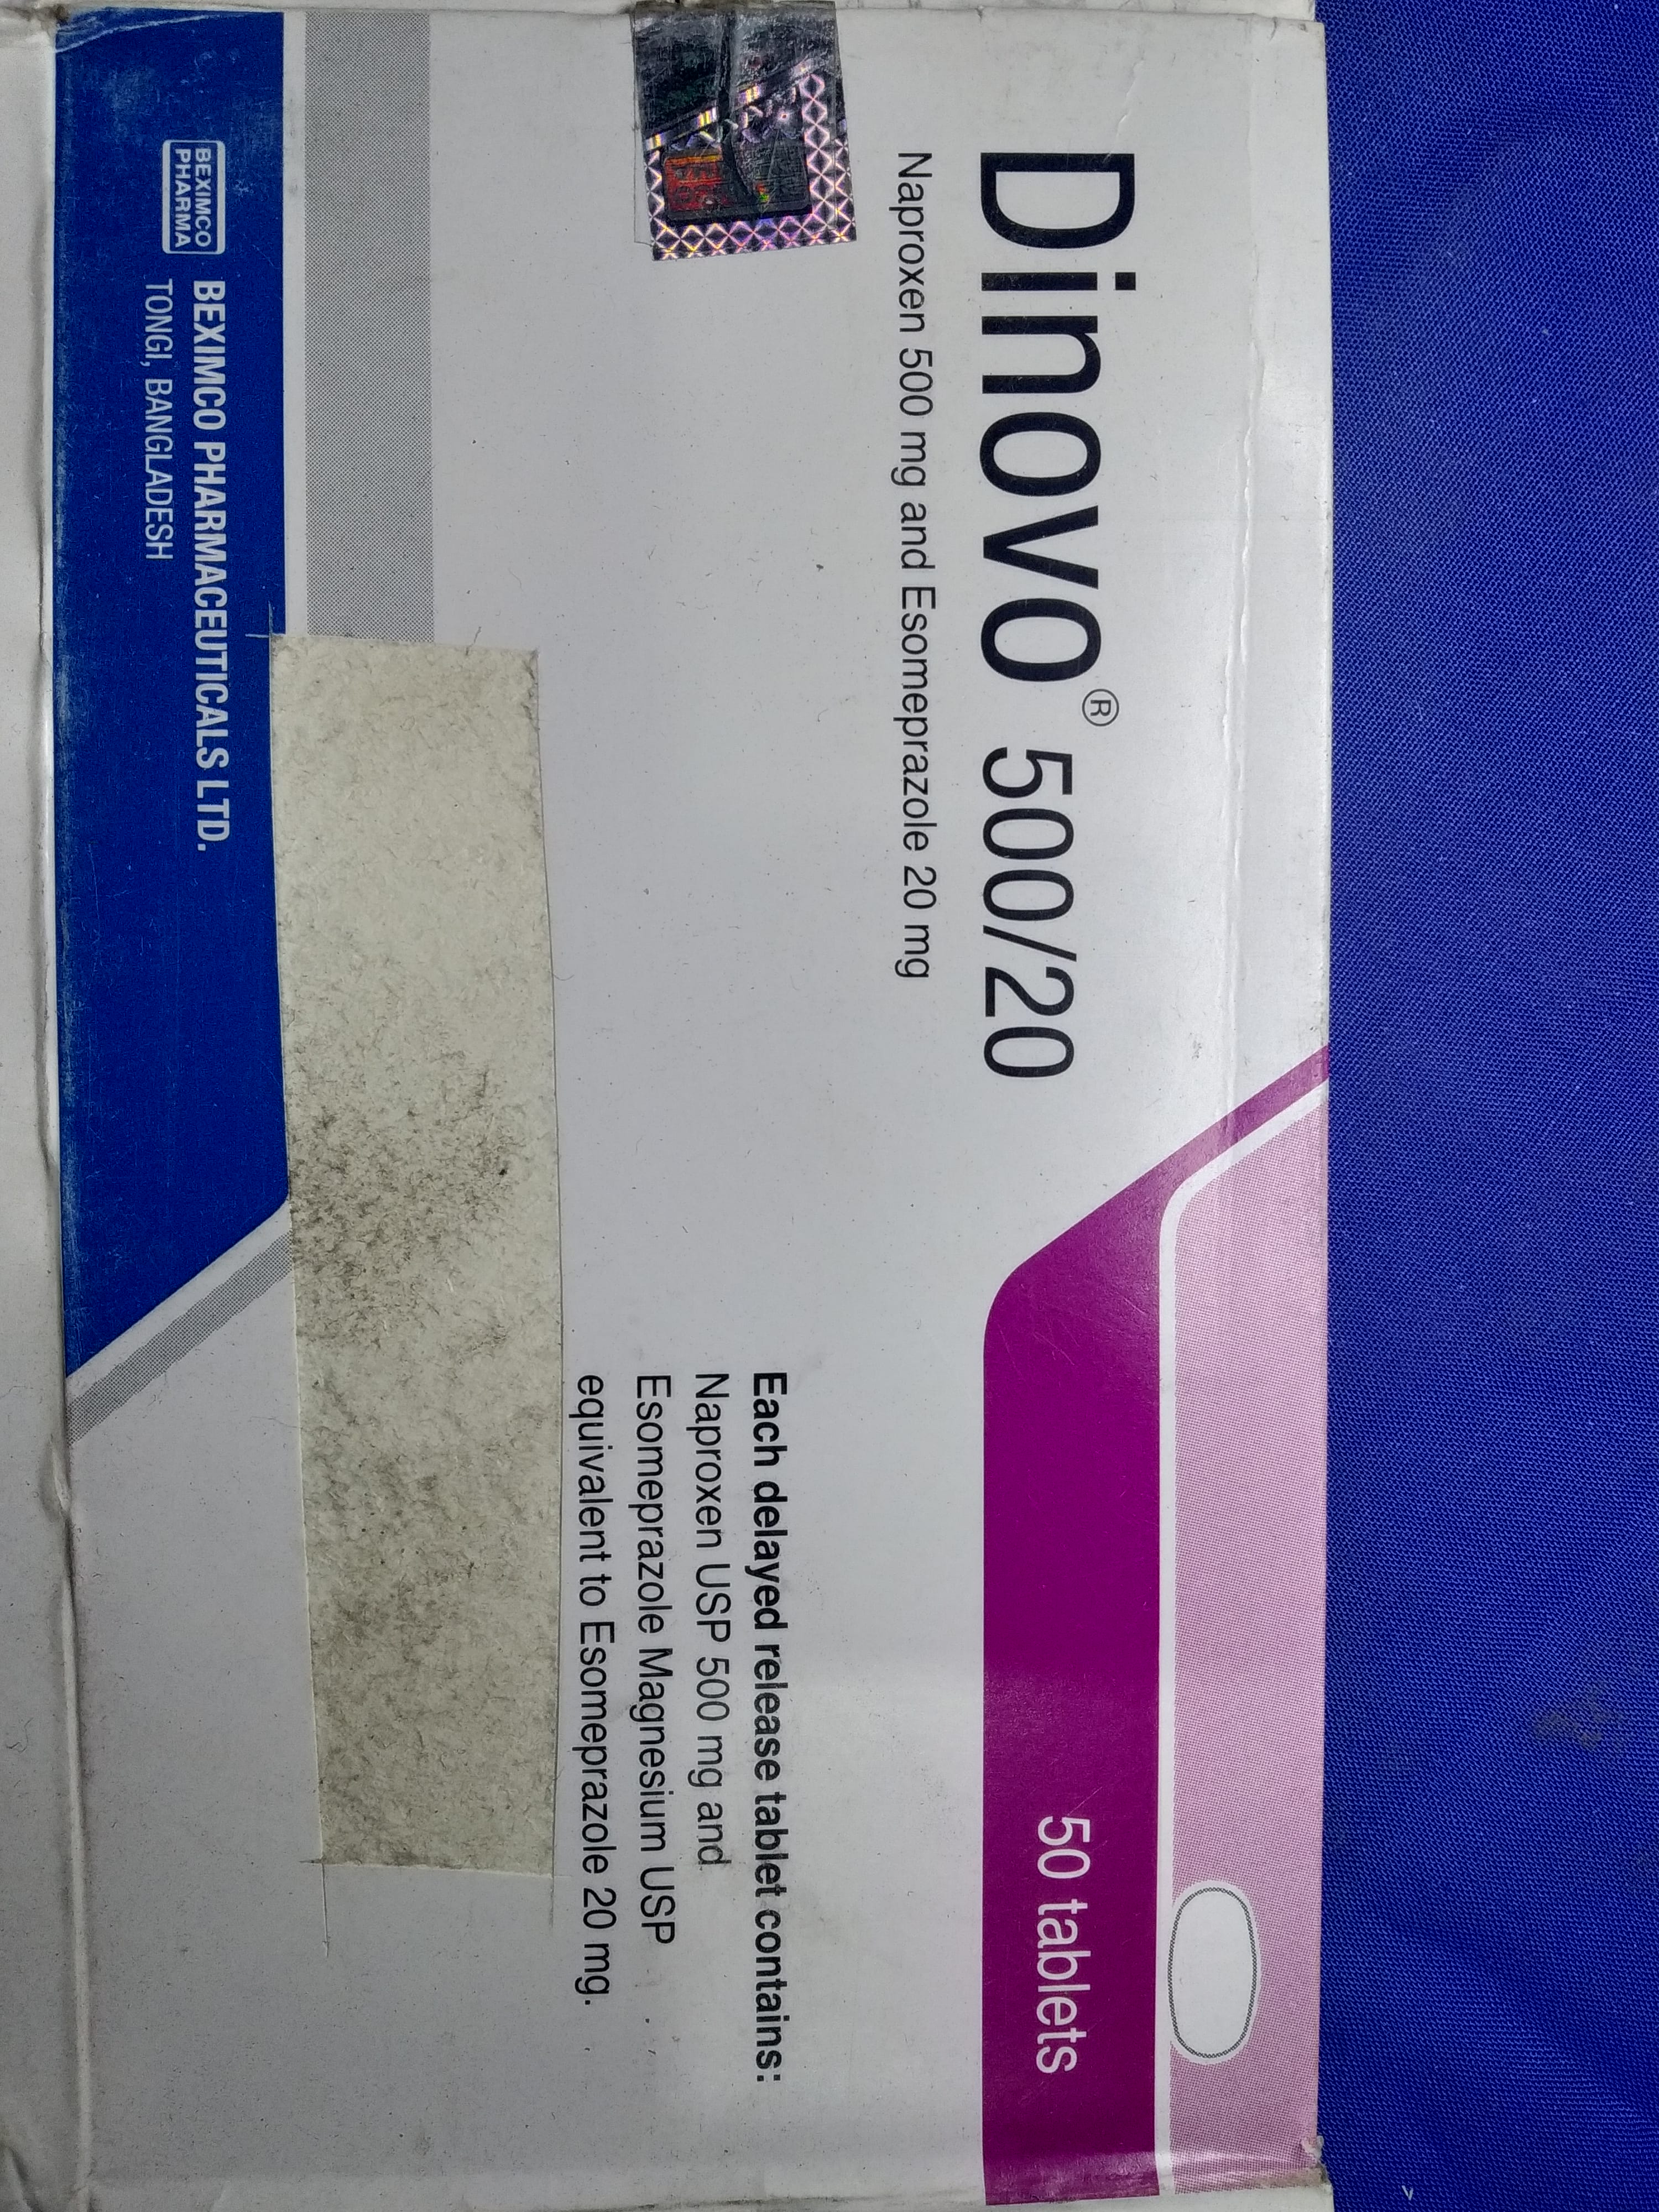 Dinovo® 500/20
Naproxen 500 mg and Esomeprazole 20 mg
50 tablets
Each delayed release tablet contains:
Naproxen USP 500 mg and
Esomeprazole Magnesium USP
equivalent to Esomeprazole 20 mg.
BEXIMCO
PHARMA
BEXIMCO PHARMACEUTICALS LTD.
TONGI, BANGLADESH